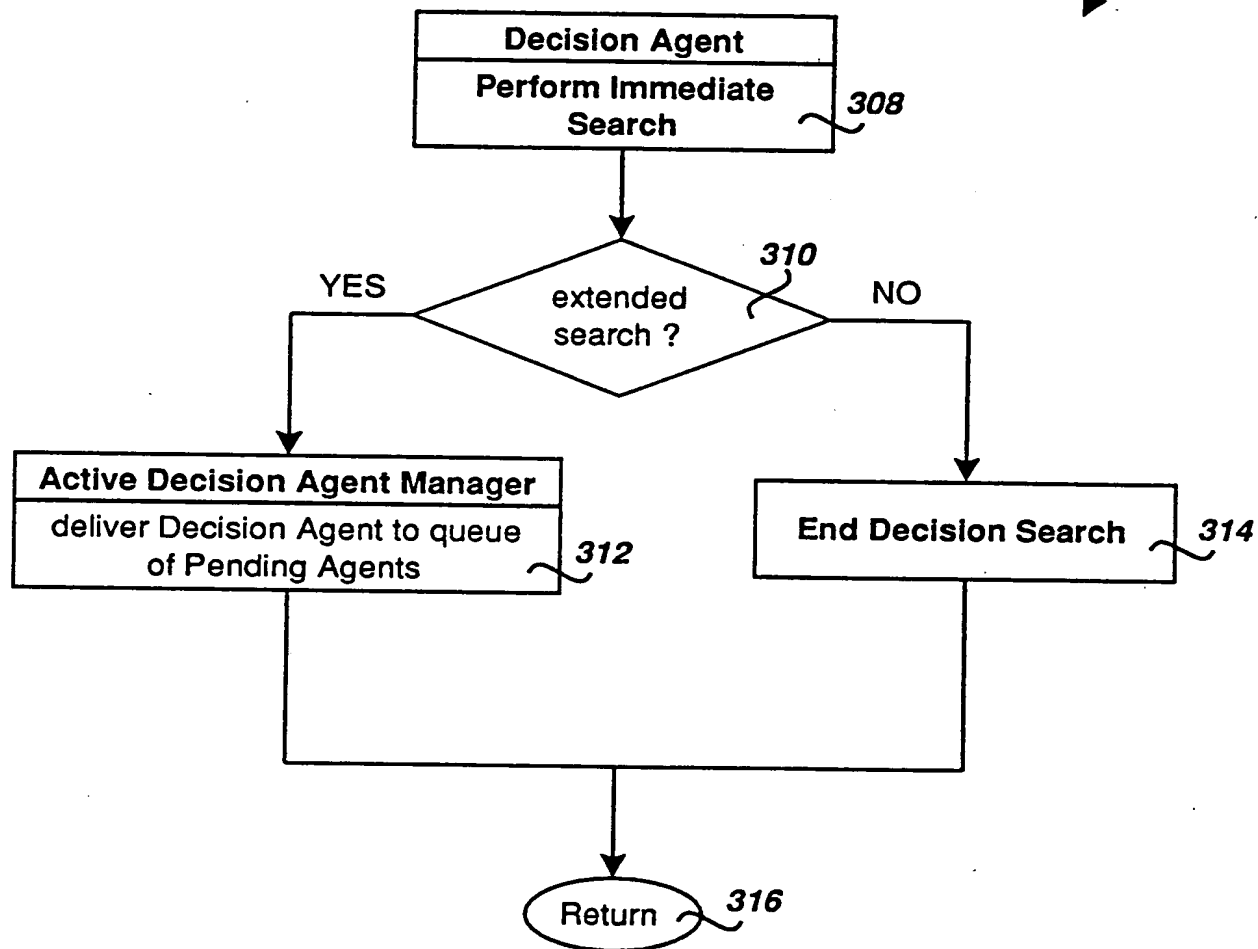 Decision Agent
Perform Immediate
Search
308
310
YES
extended
search ?
NO
Active Decision Agent Manager
deliver Decision Agent to queue
of Pending Agents
312
End Decision Search
314
Return
316